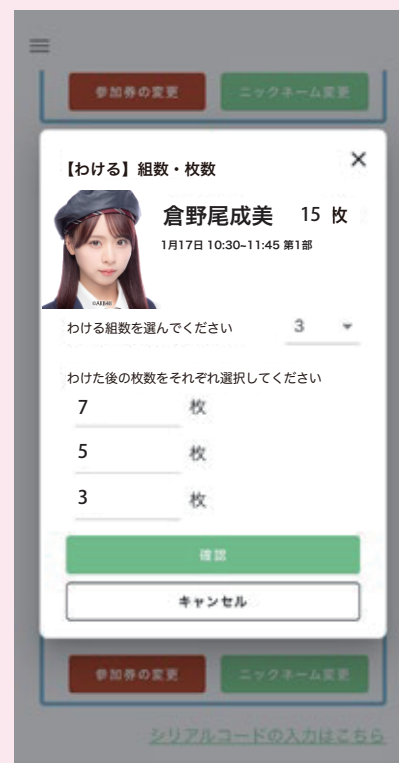 参加券の変更 ニックネーム変更
【わける】組数・枚数 ×
倉野尾成美 15 枚
1月17日 10:30~11:45 第1部
©AKB48
わける組数を選んでください 3
わけた後の枚数をそれぞれ選択してください
7 枚
5 枚
3 枚
確認
キャンセル
参加券の変更 ニックネーム変更
シリアルコードの入力はこちら